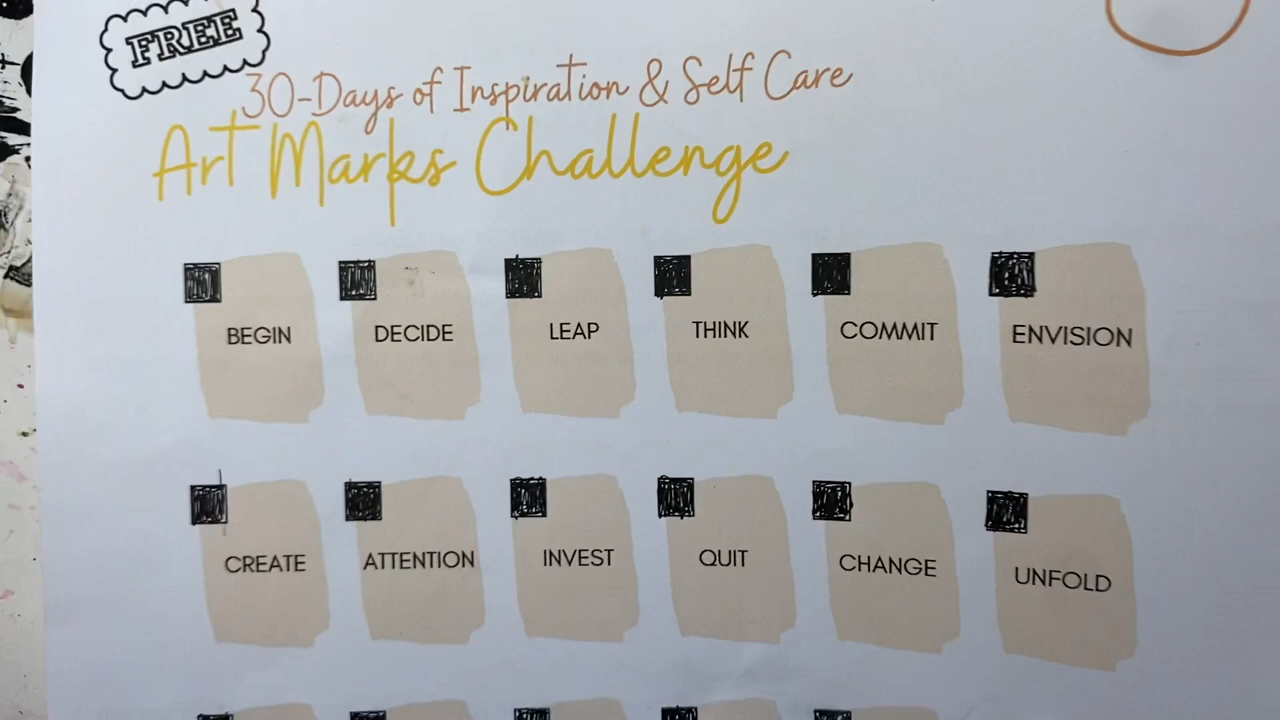 FREE
30-Days of Inspiration & Self Care
Art Marks Challenge
BEGIN DECIDE LEAP THINK COMMIT ENVISION
CREATE ATTENTION INVEST QUIT CHANGE UNFOLD